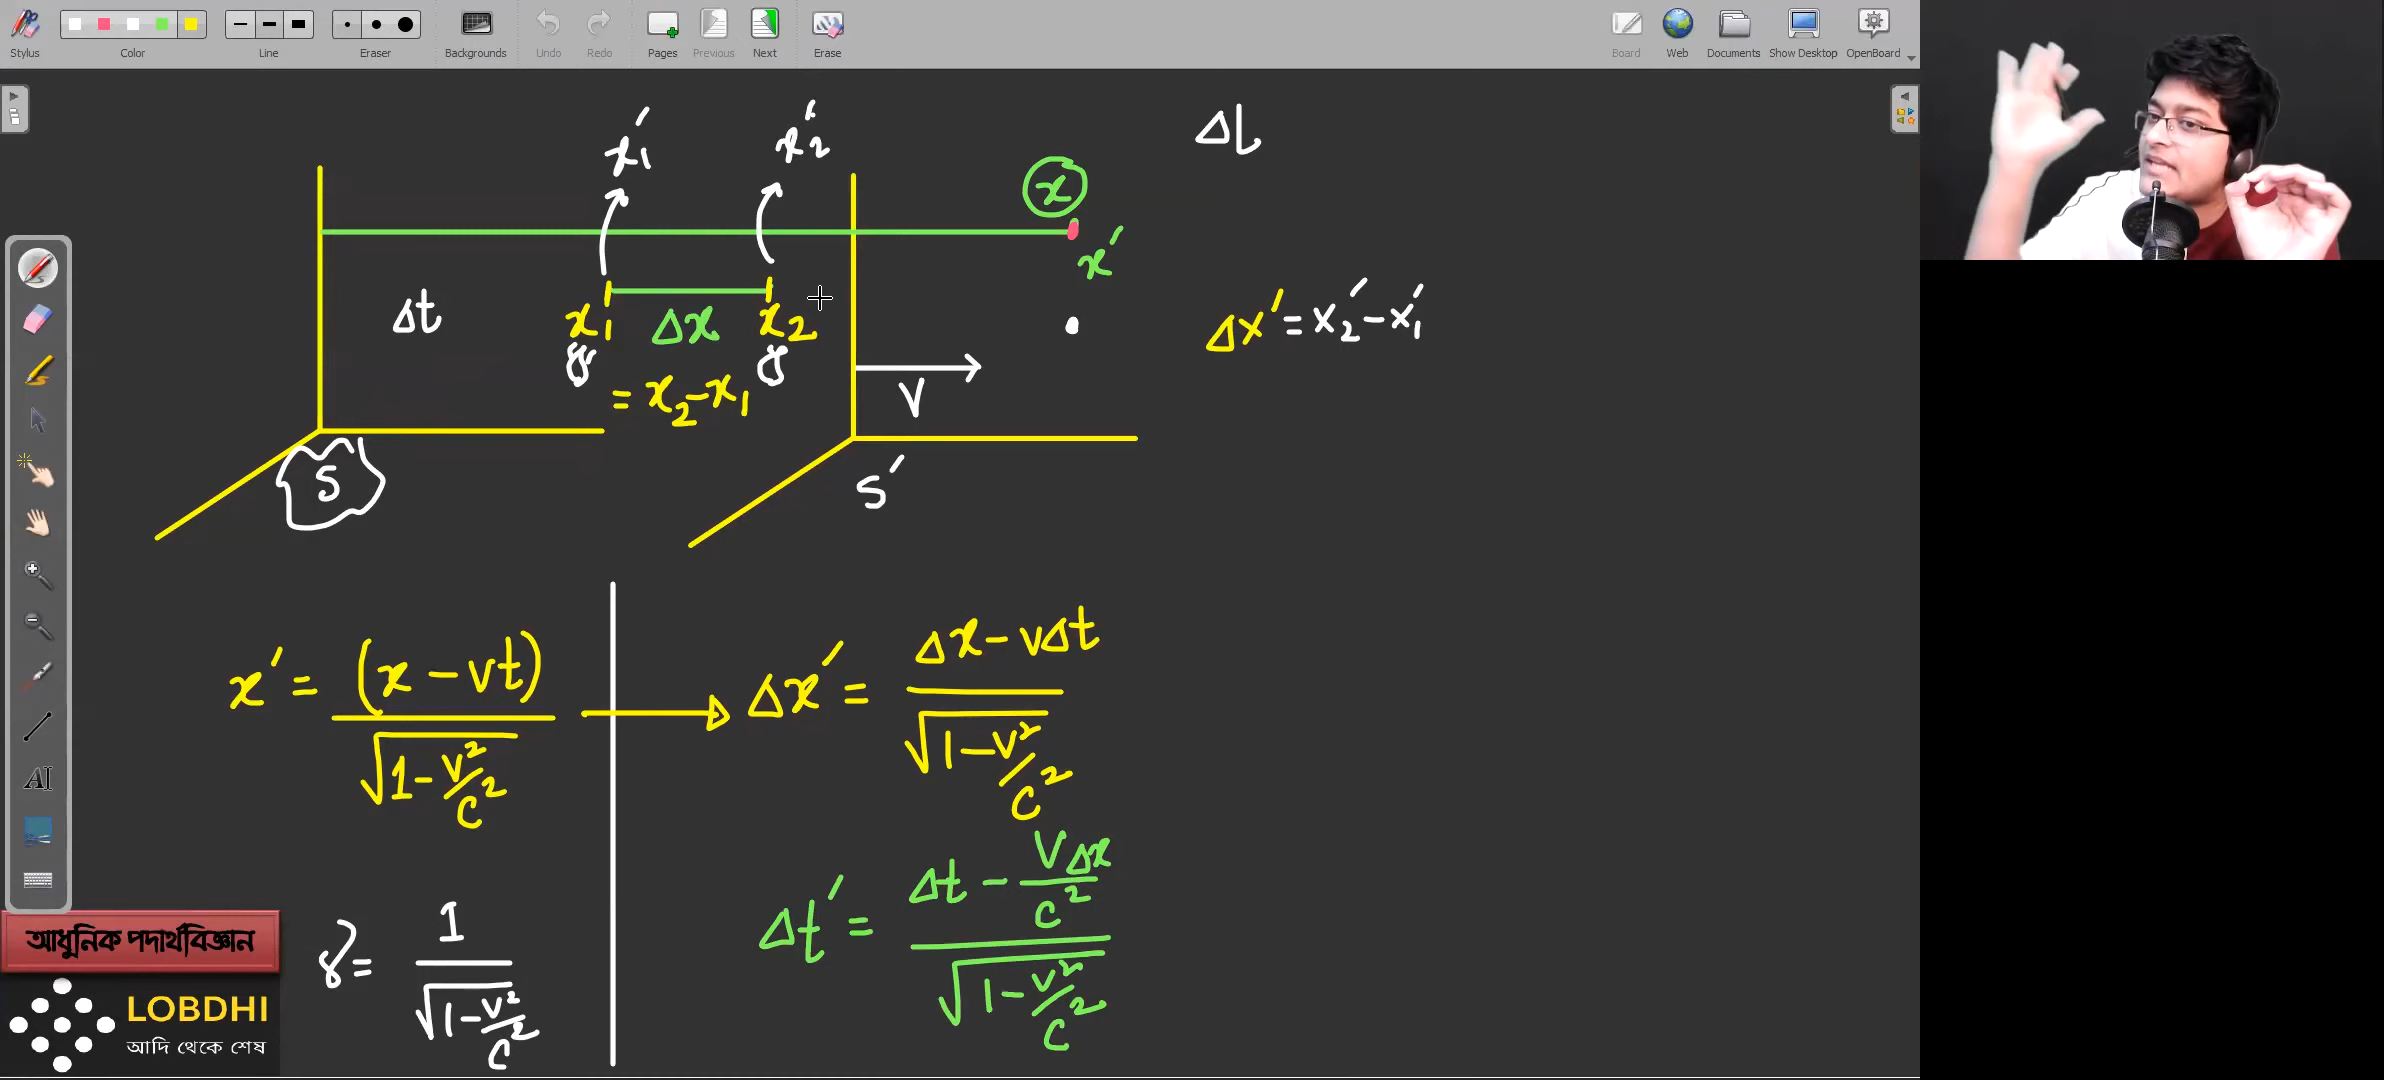 Stylus
Color
Line
Eraser
Backgrounds
Undo
Redo
Pages
Previous
Next
Erase
Board
Web
Documents
Show Desktop
OpenBoard
x₁′
x₂′
ΔL
x
x′
Δt
x₁
Δx
x₂
= x₂-x₁
V
Δx′ = x₂′-x₁′
S
S′
x′ = (x - vt) / √(1-v²/c²)
Δx′ = (Δx - vΔt) / √(1-v²/c²)
Δt′ = (Δt - vΔx/c²) / √(1-v²/c²)
γ = 1 / √(1-v²/c²)
AI
আধুনিক পদার্থবিজ্ঞান
LOBDHI
আদি থেকে শেষ